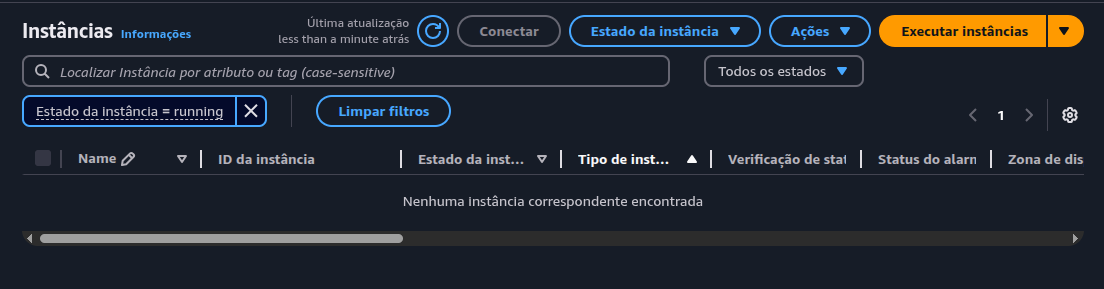 Instâncias Informações
Última atualização
less than a minute atrás
Conectar
Estado da instância
Ações
Executar instâncias
Localizar Instância por atributo ou tag (case-sensitive)
Todos os estados
Estado da instância = running
Limpar filtros
1
Name
ID da instância
Estado da inst...
Tipo de inst...
Verificação de stat
Status do alarm
Zona de dis
Nenhuma instância correspondente encontrada